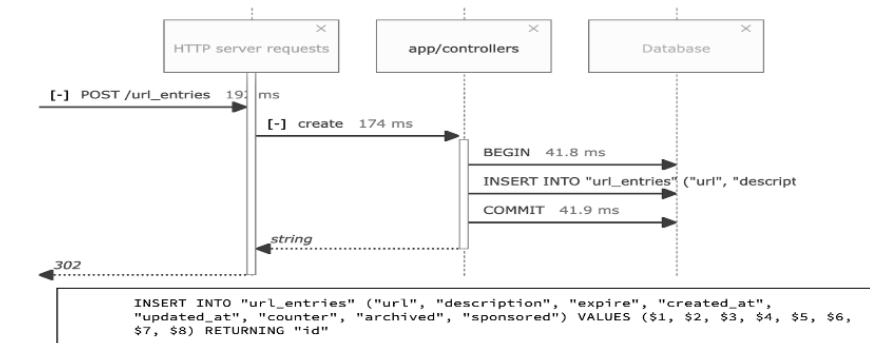 HTTP server requests
app/controllers
Database
[-] POST /url_entries 192 ms
[-] create 174 ms
BEGIN 41.8 ms
INSERT INTO "url_entries" ("url", "descript
COMMIT 41.9 ms
string
302
INSERT INTO "url_entries" ("url", "description", "expire", "created_at",
"updated_at", "counter", "archived", "sponsored") VALUES ($1, $2, $3, $4, $5, $6,
$7, $8) RETURNING "id"